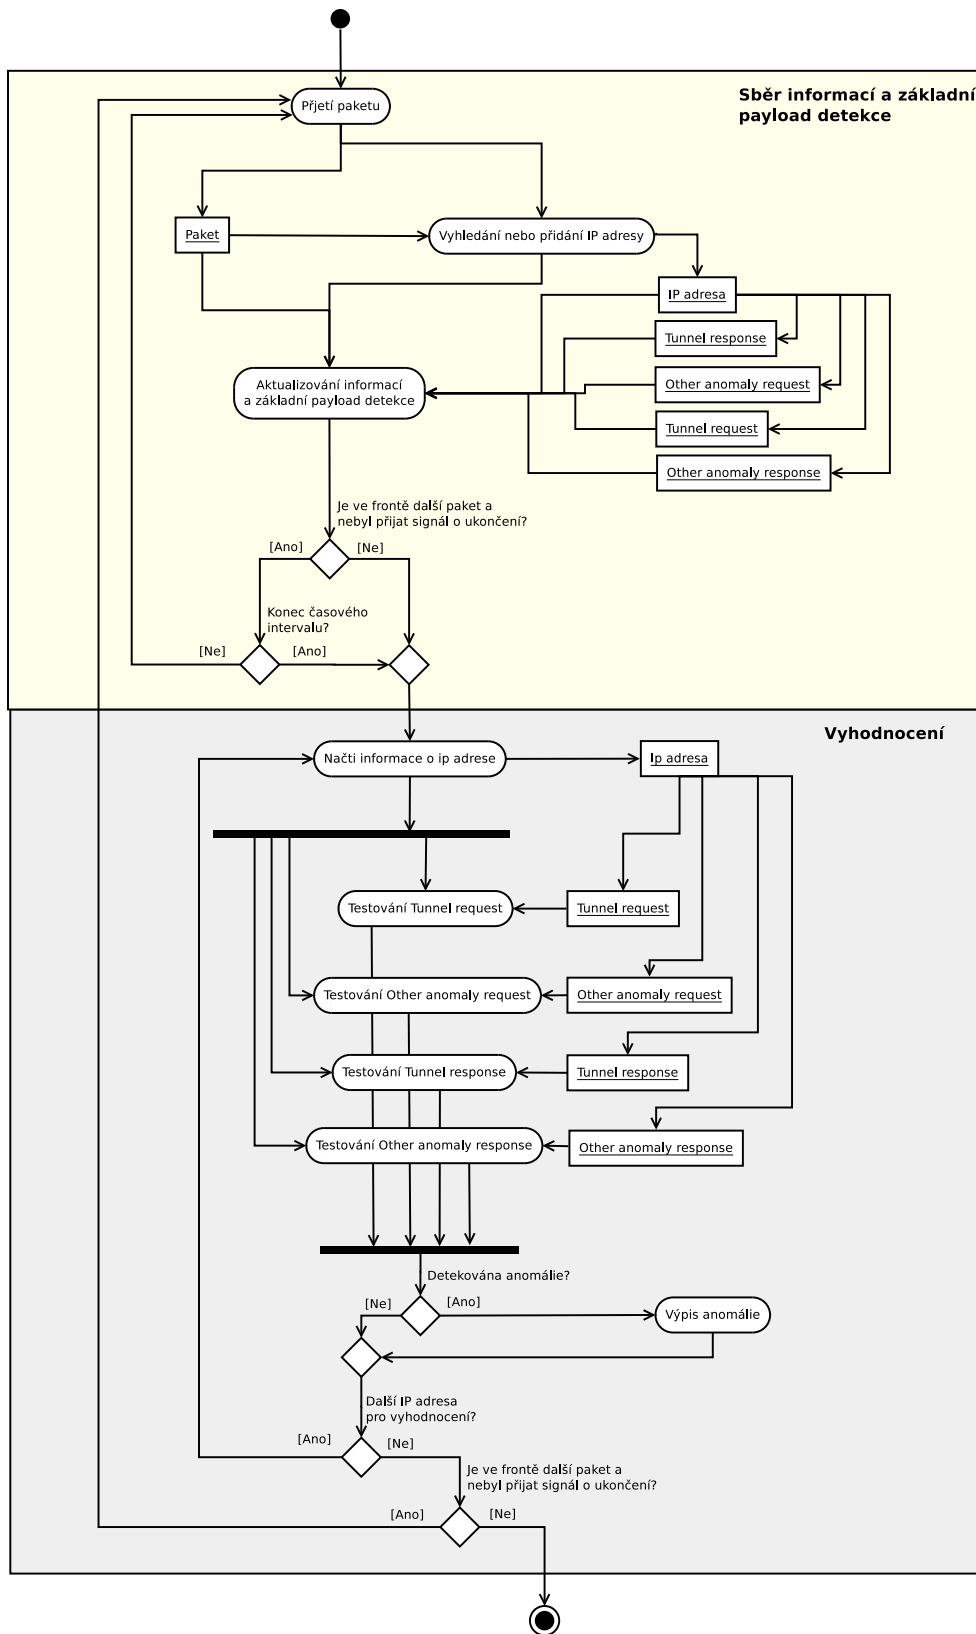 Sběr informací a základní
payload detekce
Přjetí paketu
Paket
Vyhledání nebo přidání IP adresy
IP adresa
Tunnel response
Aktualizování informací
a základní payload detekce
Other anomaly request
Tunnel request
Other anomaly response
Je ve frontě další paket a
nebyl přijat signál o ukončení?
[Ano]
[Ne]
Konec časového
intervalu?
[Ne]
[Ano]
Vyhodnocení
Načti informace o ip adrese
Ip adresa
Testování Tunnel request
Tunnel request
Testování Other anomaly request
Other anomaly request
Testování Tunnel response
Tunnel response
Testování Other anomaly response
Other anomaly response
Detekována anomálie?
[Ne]
[Ano]
Výpis anomálie
Další IP adresa
pro vyhodnocení?
[Ano]
[Ne]
Je ve frontě další paket a
nebyl přijat signál o ukončení?
[Ano]
[Ne]